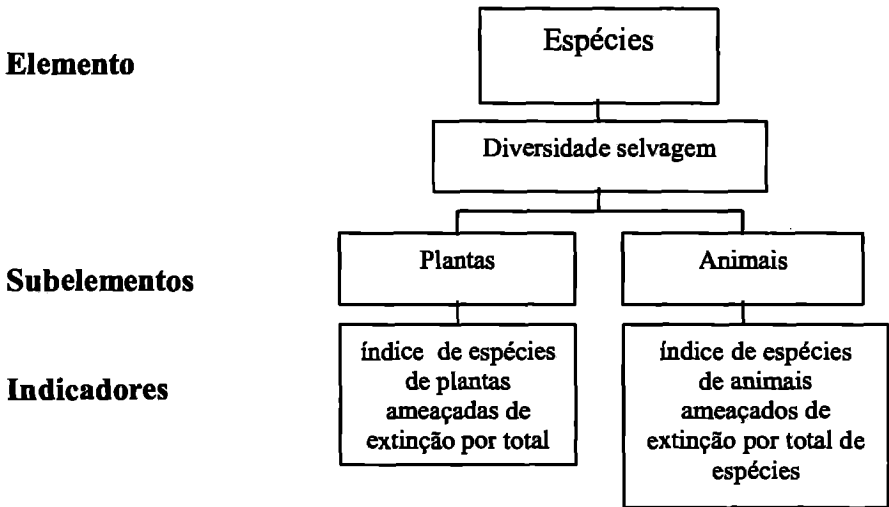 Elemento
Espécies
Diversidade selvagem
Subelementos
Plantas
Animais
Indicadores
índice de espécies
de plantas
ameaçadas de
extinção por total
índice de espécies
de animais
ameaçados de
extinção por total de
espécies